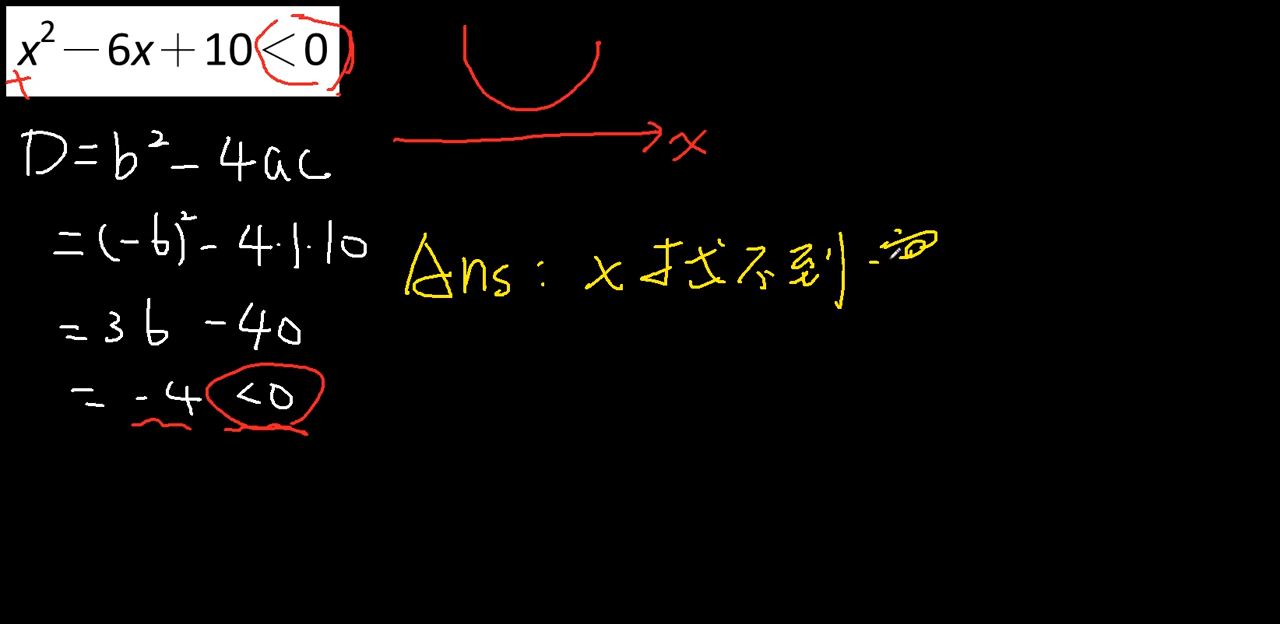 x² − 6x + 10 < 0
+
x
D = b² - 4ac
= (-6)² - 4·1·10
Ans: x 找不到
= 36 - 40
= -4 < 0